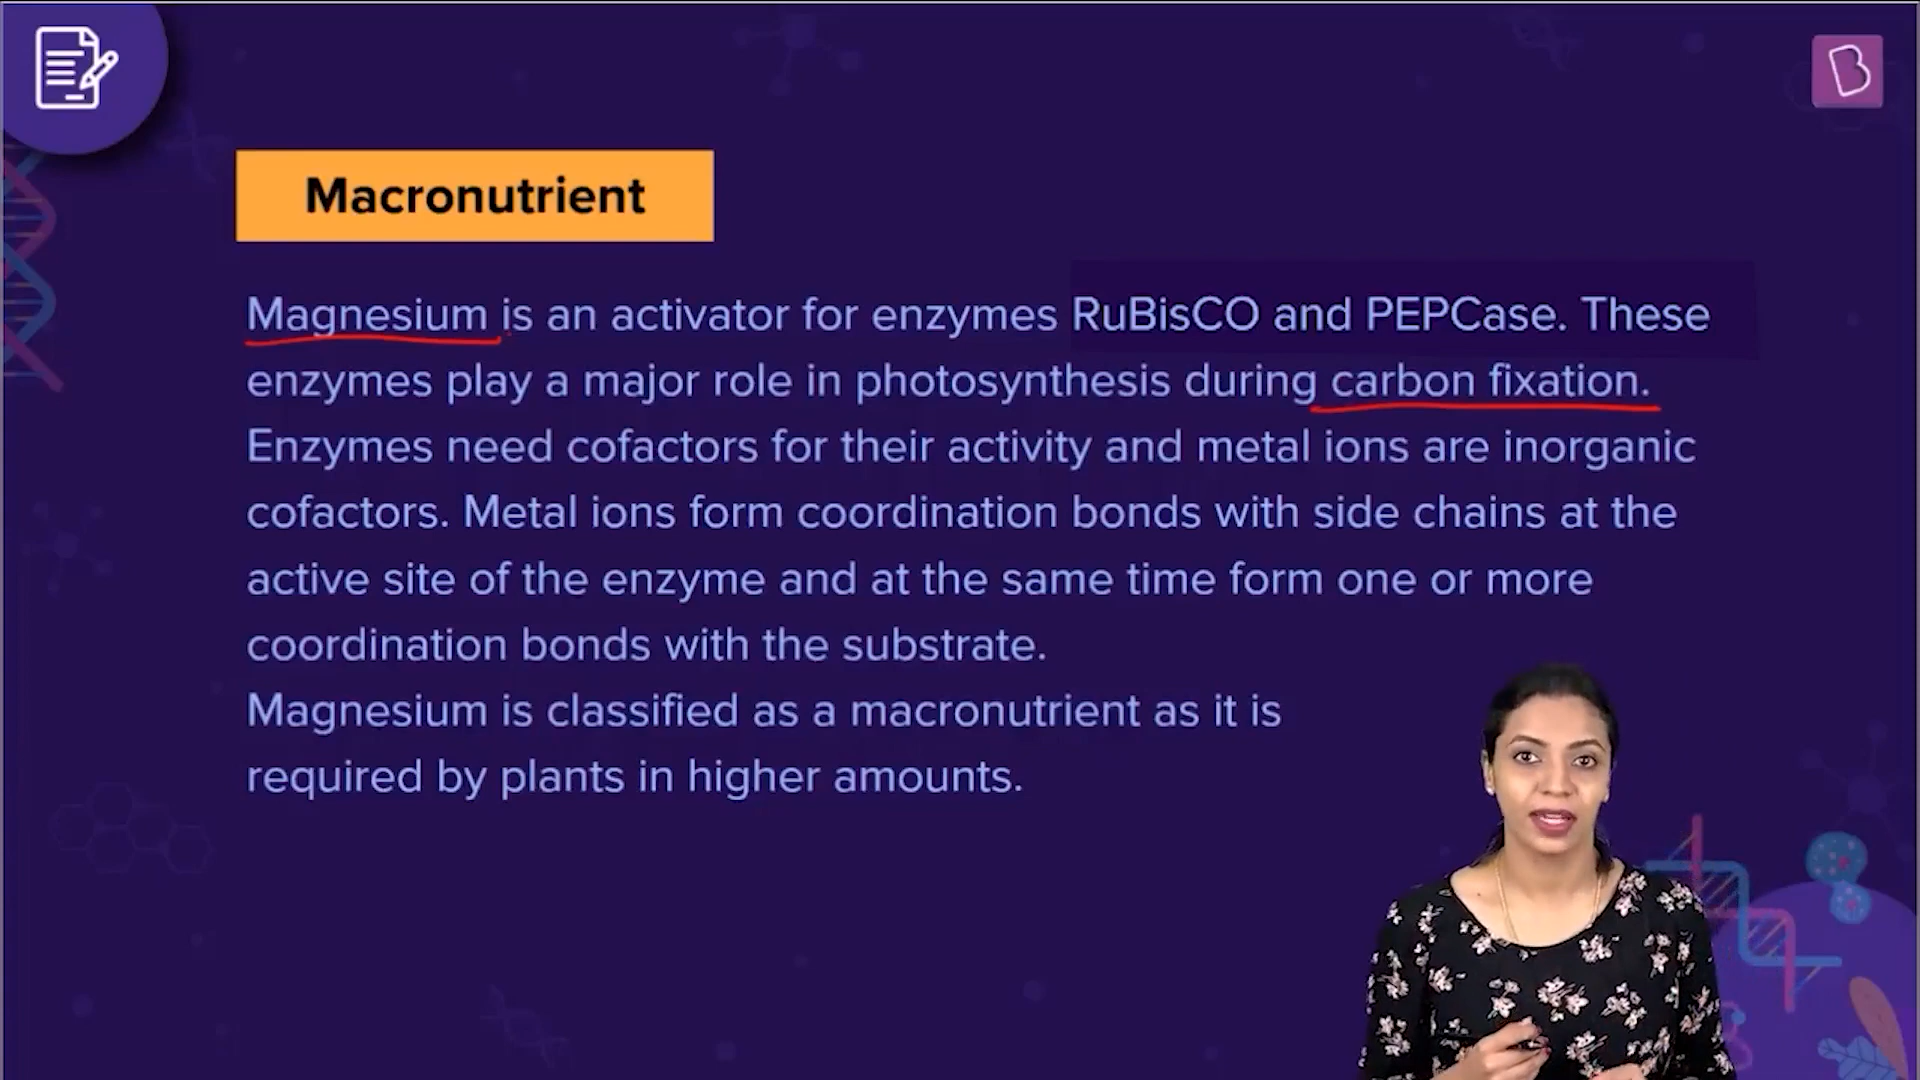 Macronutrient
Magnesium is an activator for enzymes RuBisCO and PEPCase. These
enzymes play a major role in photosynthesis during carbon fixation.
Enzymes need cofactors for their activity and metal ions are inorganic
cofactors. Metal ions form coordination bonds with side chains at the
active site of the enzyme and at the same time form one or more
coordination bonds with the substrate.
Magnesium is classified as a macronutrient as it is
required by plants in higher amounts.